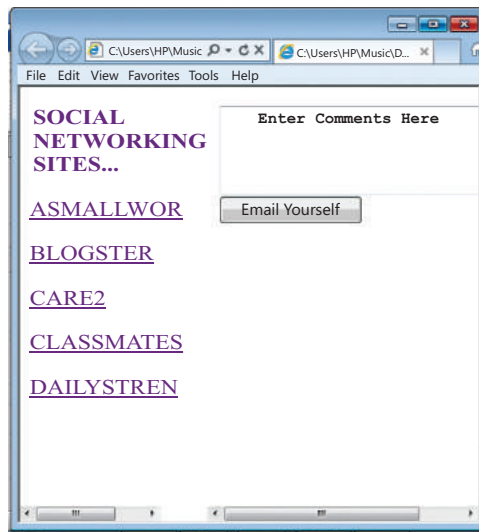 C:\Users\HP\Music
C:\Users\HP\Music\D...
File Edit View Favorites Tools Help
SOCIAL
NETWORKING
SITES...
ASMALLWOR
BLOGSTER
CARE2
CLASSMATES
DAILYSTREN
Enter Comments Here
Email Yourself